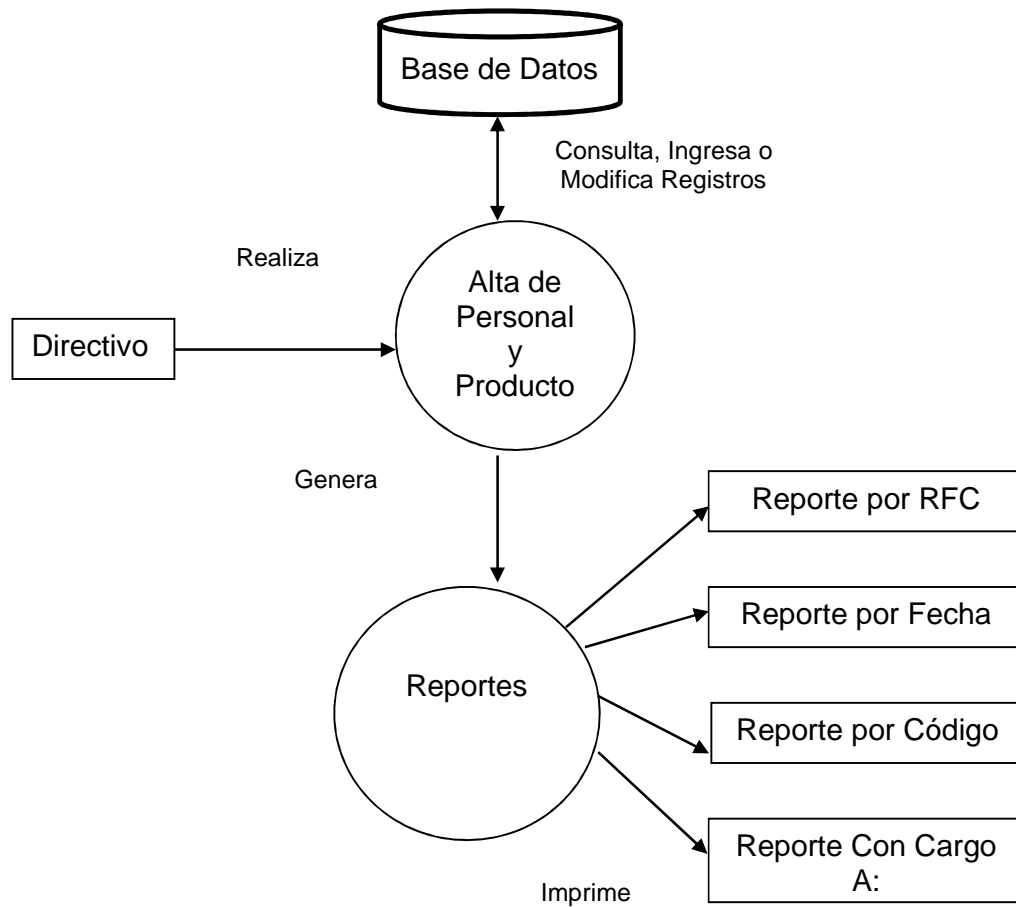 Base de Datos
Consulta, Ingresa o
Modifica Registros
Realiza
Alta de
Personal
y
Producto
Directivo
Genera
Reporte por RFC
Reporte por Fecha
Reportes
Reporte por Código
Reporte Con Cargo
A:
Imprime